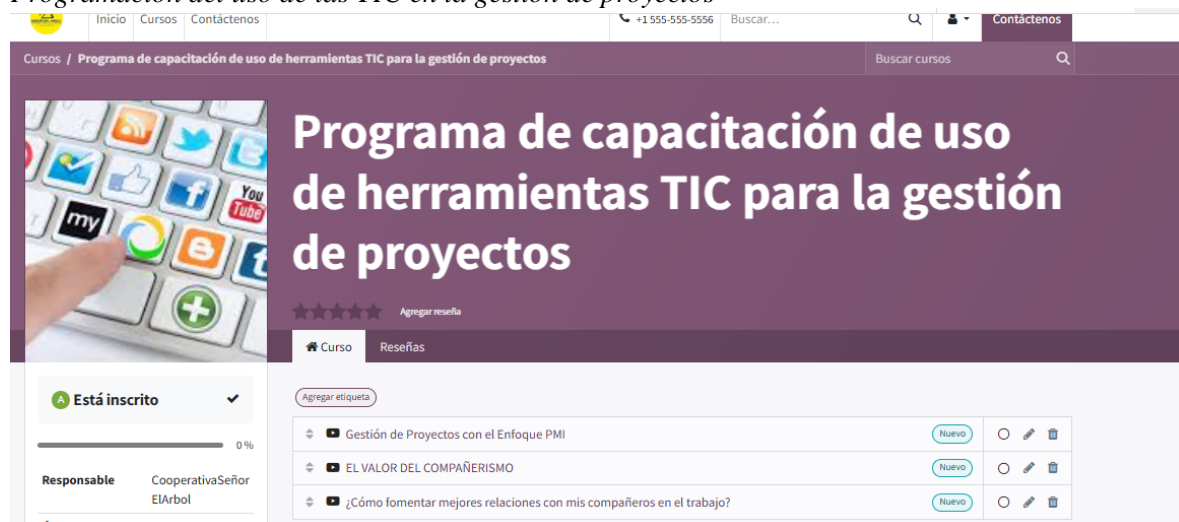 Programación del uso de las TIC en la gestión de proyectos
Inicio Cursos Contáctenos +1 555-555-5556 Buscar... Contáctenos
Cursos / Programa de capacitación de uso de herramientas TIC para la gestión de proyectos Buscar cursos
Programa de capacitación de uso
de herramientas TIC para la gestión
de proyectos
You
Tube
my
Agregar reseña
Curso Reseñas
A Está inscrito
Agregar etiqueta
Gestión de Proyectos con el Enfoque PMI Nuevo
0 %
EL VALOR DEL COMPAÑERISMO Nuevo
Responsable CooperativaSeñor
ElArbol
¿Cómo fomentar mejores relaciones con mis compañeros en el trabajo? Nuevo